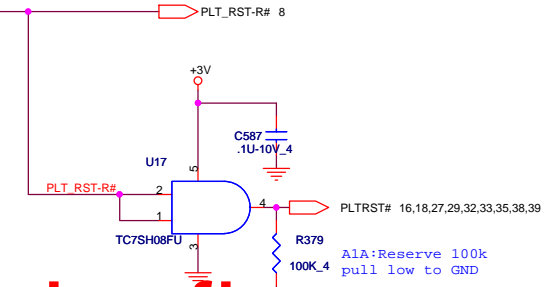 PLT_RST-R# 8
+3V
C587
.1U-10V_4
U17
5
PLT_RST-R#
2
4
PLTRST# 16,18,27,29,32,33,35,38,39
1
TC7SH08FU
3
R379
100K_4
A1A:Reserve 100k
pull low to GND